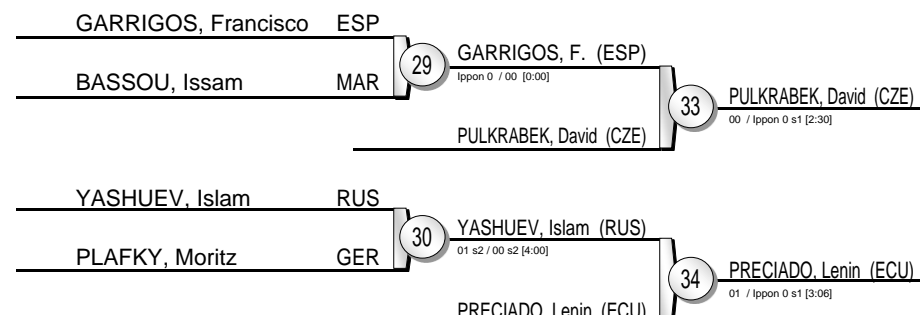 GARRIGOS, Francisco ESP
29
GARRIGOS, F. (ESP)
Ippon 0 / 00 [0:00]
BASSOU, Issam MAR
33
PULKRABEK, David (CZE)
00 / Ippon 0 s1 [2:30]
PULKRABEK, David (CZE)
YASHUEV, Islam RUS
30
YASHUEV, Islam (RUS)
01 s2 / 00 s2 [4:00]
PLAFKY, Moritz GER
34
PRECIADO, Lenin (ECU)
01 / Ippon 0 s1 [3:06]
PRECIADO, Lenin (ECU)